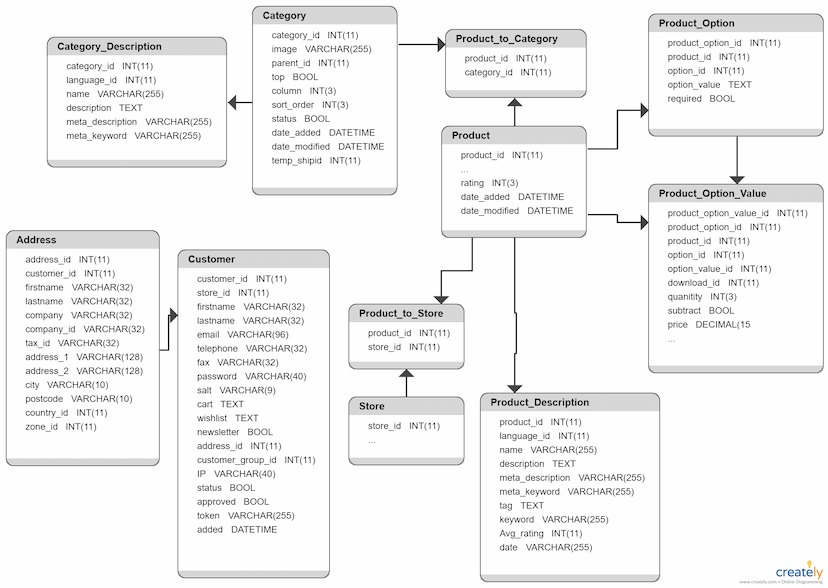 Category_Description
category_id INT(11)
language_id INT(11)
name VARCHAR(255)
description TEXT
meta_description VARCHAR(255)
meta_keyword VARCHAR(255)
Category
category_id INT(11)
image VARCHAR(255)
parent_id INT(11)
top BOOL
column INT(3)
sort_order INT(3)
status BOOL
date_added DATETIME
date_modified DATETIME
temp_shipid INT(11)
Product_to_Category
product_id INT(11)
category_id INT(11)
Product_Option
product_option_id INT(11)
product_id INT(11)
option_id INT(11)
option_value TEXT
required BOOL
Product
product_id INT(11)
...
rating INT(3)
date_added DATETIME
date_modified DATETIME
Product_Option_Value
product_option_value_id INT(11)
product_option_id INT(11)
product_id INT(11)
option_id INT(11)
option_value_id INT(11)
download_id INT(11)
quanitity INT(3)
subtract BOOL
price DECIMAL(15
...
Address
address_id INT(11)
customer_id INT(11)
firstname VARCHAR(32)
lastname VARCHAR(32)
company VARCHAR(32)
company_id VARCHAR(32)
tax_id VARCHAR(32)
address_1 VARCHAR(128)
address_2 VARCHAR(128)
city VARCHAR(10)
postcode VARCHAR(10)
country_id INT(11)
zone_id INT(11)
Customer
customer_id INT(11)
store_id INT(11)
firstname VARCHAR(32)
lastname VARCHAR(32)
email VARCHAR(96)
telephone VARCHAR(32)
fax VARCHAR(32)
password VARCHAR(40)
salt VARCHAR(9)
cart TEXT
wishlist TEXT
newsletter BOOL
address_id INT(11)
customer_group_id INT(11)
IP VARCHAR(40)
status BOOL
approved BOOL
token VARCHAR(255)
added DATETIME
Product_to_Store
product_id INT(11)
store_id INT(11)
Store
store_id INT(11)
...
Product_Description
product_id INT(11)
language_id INT(11)
name VARCHAR(255)
description TEXT
meta_description VARCHAR(255)
meta_keyword VARCHAR(255)
tag TEXT
keyword VARCHAR(255)
Avg_rating INT(11)
date VARCHAR(255)
creately
www.creately.com • Online Diagramming